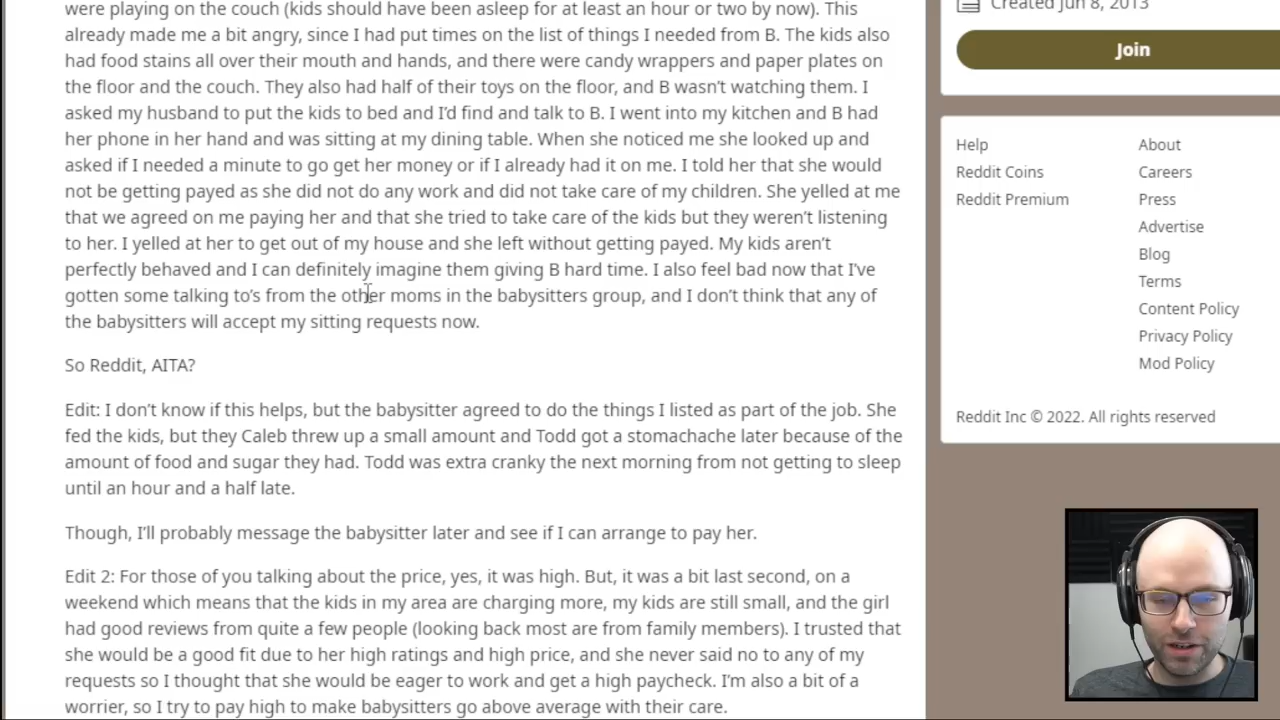 were playing on the couch (kids should have been asleep for at least an hour or two by now). This
already made me a bit angry, since I had put times on the list of things I needed from B. The kids also
had food stains all over their mouth and hands, and there were candy wrappers and paper plates on
the floor and the couch. They also had half of their toys on the floor, and B wasn't watching them. I
asked my husband to put the kids to bed and I'd find and talk to B. I went into my kitchen and B had
her phone in her hand and was sitting at my dining table. When she noticed me she looked up and
asked if I needed a minute to go get her money or if I already had it on me. I told her that she would
not be getting payed as she did not do any work and did not take care of my children. She yelled at me
that we agreed on me paying her and that she tried to take care of the kids but they weren't listening
to her. I yelled at her to get out of my house and she left without getting payed. My kids aren't
perfectly behaved and I can definitely imagine them giving B hard time. I also feel bad now that I've
gotten some talking to's from the other moms in the babysitters group, and I don't think that any of
the babysitters will accept my sitting requests now.
So Reddit, AITA?
Edit: I don't know if this helps, but the babysitter agreed to do the things I listed as part of the job. She
fed the kids, but they Caleb threw up a small amount and Todd got a stomachache later because of the
amount of food and sugar they had. Todd was extra cranky the next morning from not getting to sleep
until an hour and a half late.
Though, I'll probably message the babysitter later and see if I can arrange to pay her.
Edit 2: For those of you talking about the price, yes, it was high. But, it was a bit last second, on a
weekend which means that the kids in my area are charging more, my kids are still small, and the girl
had good reviews from quite a few people (looking back most are from family members). I trusted that
she would be a good fit due to her high ratings and high price, and she never said no to any of my
requests so I thought that she would be eager to work and get a high paycheck. I'm also a bit of a
worrier, so I try to pay high to make babysitters go above average with their care.
Created Jun 8, 2013
Join
Help
Reddit Coins
Reddit Premium
About
Careers
Press
Advertise
Blog
Terms
Content Policy
Privacy Policy
Mod Policy
Reddit Inc © 2022. All rights reserved